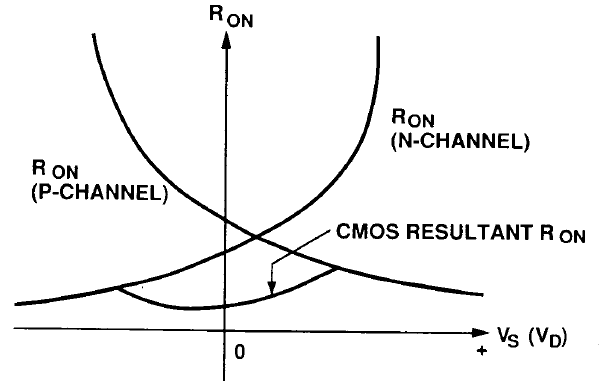 RON
RON
(N-CHANNEL)
RON
(P-CHANNEL)
CMOS RESULTANT RON
0
+
VS (VD)